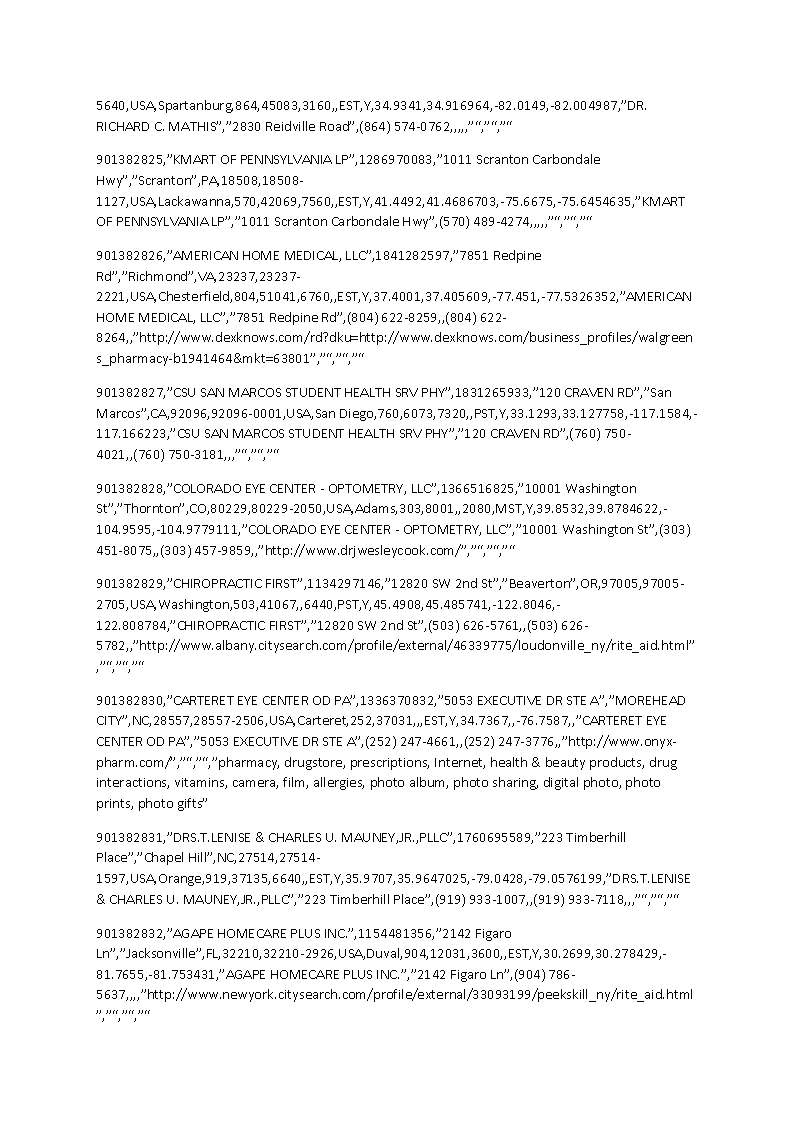 5640,USA,Spartanburg,864,45083,3160,,EST,Y,34.9341,34.916964,-82.0149,-82.004987,”DR.
RICHARD C. MATHIS”,”2830 Reidville Road”,(864) 574-0762,,,,,”“,”“,”“
901382825,”KMART OF PENNSYLVANIA LP”,1286970083,”1011 Scranton Carbondale
Hwy”,”Scranton”,PA,18508,18508-
1127,USA,Lackawanna,570,42069,7560,,EST,Y,41.4492,41.4686703,-75.6675,-75.6454635,”KMART
OF PENNSYLVANIA LP”,”1011 Scranton Carbondale Hwy”,(570) 489-4274,,,,,”“,”“,”“
901382826,”AMERICAN HOME MEDICAL, LLC”,1841282597,”7851 Redpine
Rd”,”Richmond”,VA,23237,23237-
2221,USA,Chesterfield,804,51041,6760,,EST,Y,37.4001,37.405609,-77.451,-77.5326352,”AMERICAN
HOME MEDICAL, LLC”,”7851 Redpine Rd”,(804) 622-8259,,(804) 622-
8264,,”http://www.dexknows.com/rd?dku=http://www.dexknows.com/business_profiles/walgreen
s_pharmacy-b1941464&mkt=63801”,”“,”“,”“
901382827,”CSU SAN MARCOS STUDENT HEALTH SRV PHY”,1831265933,”120 CRAVEN RD”,”San
Marcos”,CA,92096,92096-0001,USA,San Diego,760,6073,7320,,PST,Y,33.1293,33.127758,-117.1584,-
117.166223,”CSU SAN MARCOS STUDENT HEALTH SRV PHY”,”120 CRAVEN RD”,(760) 750-
4021,,(760) 750-3181,,,”“,”“,”“
901382828,”COLORADO EYE CENTER - OPTOMETRY, LLC”,1366516825,”10001 Washington
St”,”Thornton”,CO,80229,80229-2050,USA,Adams,303,8001,,2080,MST,Y,39.8532,39.8784622,-
104.9595,-104.9779111,”COLORADO EYE CENTER - OPTOMETRY, LLC”,”10001 Washington St”,(303)
451-8075,,(303) 457-9859,,”http://www.drjwesleycook.com/”,”“,”“,”“
901382829,”CHIROPRACTIC FIRST”,1134297146,”12820 SW 2nd St”,”Beaverton”,OR,97005,97005-
2705,USA,Washington,503,41067,,6440,PST,Y,45.4908,45.485741,-122.8046,-
122.808784,”CHIROPRACTIC FIRST”,”12820 SW 2nd St”,(503) 626-5761,,(503) 626-
5782,,”http://www.albany.citysearch.com/profile/external/46339775/loudonville_ny/rite_aid.html”
,”“,”“,”“
901382830,”CARTERET EYE CENTER OD PA”,1336370832,”5053 EXECUTIVE DR STE A”,”MOREHEAD
CITY”,NC,28557,28557-2506,USA,Carteret,252,37031,,,EST,Y,34.7367,,-76.7587,,”CARTERET EYE
CENTER OD PA”,”5053 EXECUTIVE DR STE A”,(252) 247-4661,,(252) 247-3776,,”http://www.onyx-
pharm.com/”,”“,”“,”pharmacy, drugstore, prescriptions, Internet, health & beauty products, drug
interactions, vitamins, camera, film, allergies, photo album, photo sharing, digital photo, photo
prints, photo gifts”
901382831,”DRS.T.LENISE & CHARLES U. MAUNEY,JR.,PLLC”,1760695589,”223 Timberhill
Place”,”Chapel Hill”,NC,27514,27514-
1597,USA,Orange,919,37135,6640,,EST,Y,35.9707,35.9647025,-79.0428,-79.0576199,”DRS.T.LENISE
& CHARLES U. MAUNEY,JR.,PLLC”,”223 Timberhill Place”,(919) 933-1007,,(919) 933-7118,,,”“,”“,”“
901382832,”AGAPE HOMECARE PLUS INC.”,1154481356,”2142 Figaro
Ln”,”Jacksonville”,FL,32210,32210-2926,USA,Duval,904,12031,3600,,EST,Y,30.2699,30.278429,-
81.7655,-81.753431,”AGAPE HOMECARE PLUS INC.”,”2142 Figaro Ln”,(904) 786-
5637,,,,”http://www.newyork.citysearch.com/profile/external/33093199/peekskill_ny/rite_aid.html
”,”“,”“,”“